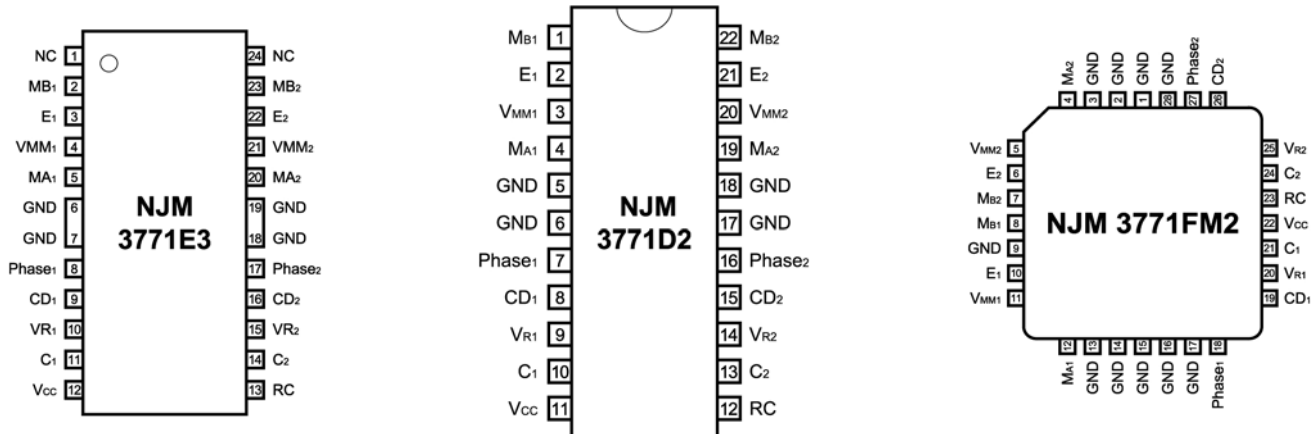 NC 1 24 NC
MB1 2 23 MB2
E1 3 22 E2
VMM1 4 21 VMM2
MA1 5 20 MA2
GND 6 19 GND
GND 7 18 GND
Phase1 8 17 Phase2
CD1 9 16 CD2
VR1 10 15 VR2
C1 11 14 C2
VCC 12 13 RC
NJM
3771E3
MB1 1 22 MB2
E1 2 21 E2
VMM1 3 20 VMM2
MA1 4 19 MA2
GND 5 18 GND
GND 6 17 GND
Phase1 7 16 Phase2
CD1 8 15 CD2
VR1 9 14 VR2
C1 10 13 C2
VCC 11 12 RC
NJM
3771D2
MA2 GND GND GND GND Phase2 CD2
4 3 2 1 28 27 26
VMM2 5 25 VR2
E2 6 24 C2
MB2 7 23 RC
MB1 8 22 VCC
GND 9 21 C1
E1 10 20 VR1
VMM1 11 19 CD1
NJM 3771FM2
12 13 14 15 16 17 18
MA1 GND GND GND GND GND Phase1